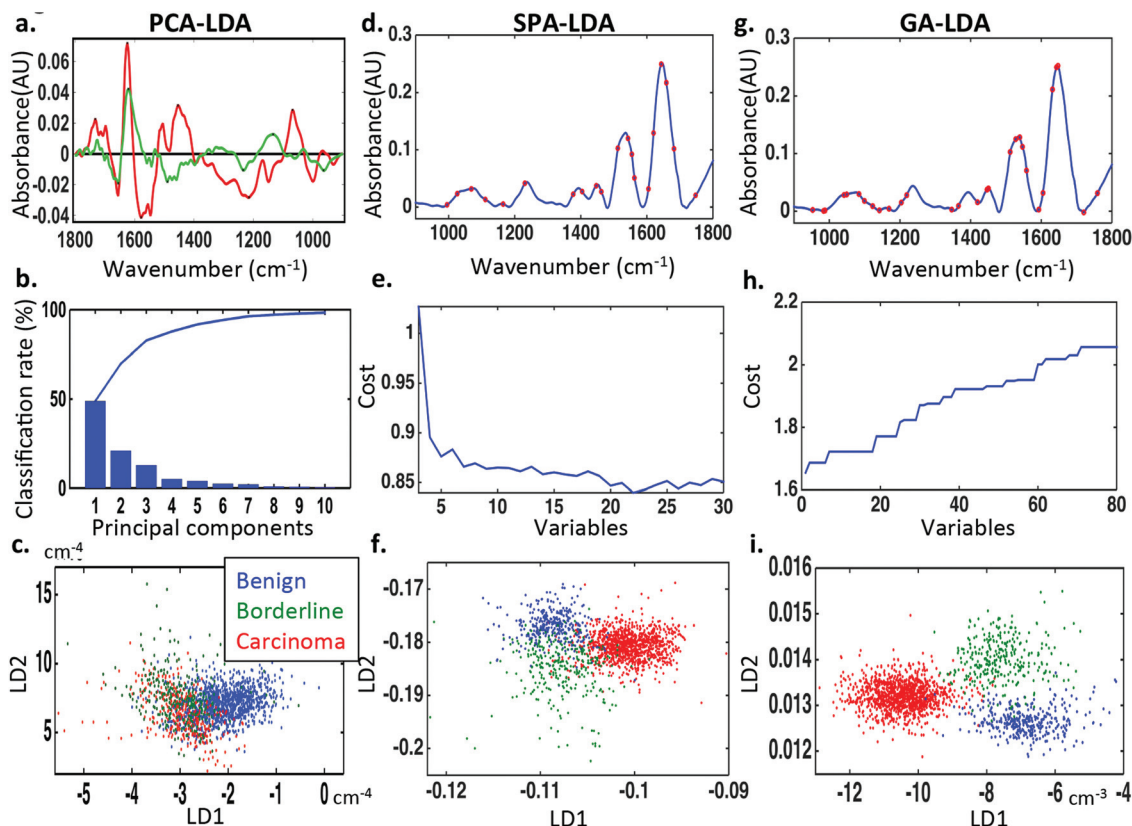 a. PCA-LDA
Absorbance(AU)
0.06
0.04
0.02
0
-0.02
0.04
1800 1600 1400 1200 1000
Wavenumber (cm⁻¹)
d. SPA-LDA
Absorbance(AU)
0.3
0.2
0.1
0
1000 1200 1400 1600 1800
Wavenumber (cm⁻¹)
g. GA-LDA
Absorbance(AU)
0.3
0.2
0.1
0
1000 1200 1400 1600 1800
Wavenumber (cm⁻¹)
b.
Classification rate (%)
100
50
0
1 2 3 4 5 6 7 8 9 10
Principal components
e.
Cost
1
0.95
0.9
0.85
5 10 15 20 25 30
Variables
h.
Cost
2.2
2
1.8
1.6
0 20 40 60 80
Variables
c. cm⁻⁴
LD2
15
10
5
Benign
Borderline
Carcinoma
-5 -4 -3 -2 -1 0 cm⁻⁴
LD1
f.
LD2
-0.17
-0.18
-0.19
-0.2
-0.12 -0.11 -0.1 -0.09
LD1
i.
LD2
0.016
0.015
0.014
0.013
0.012
-12 -10 -8 -6 cm⁻³ -4
LD1